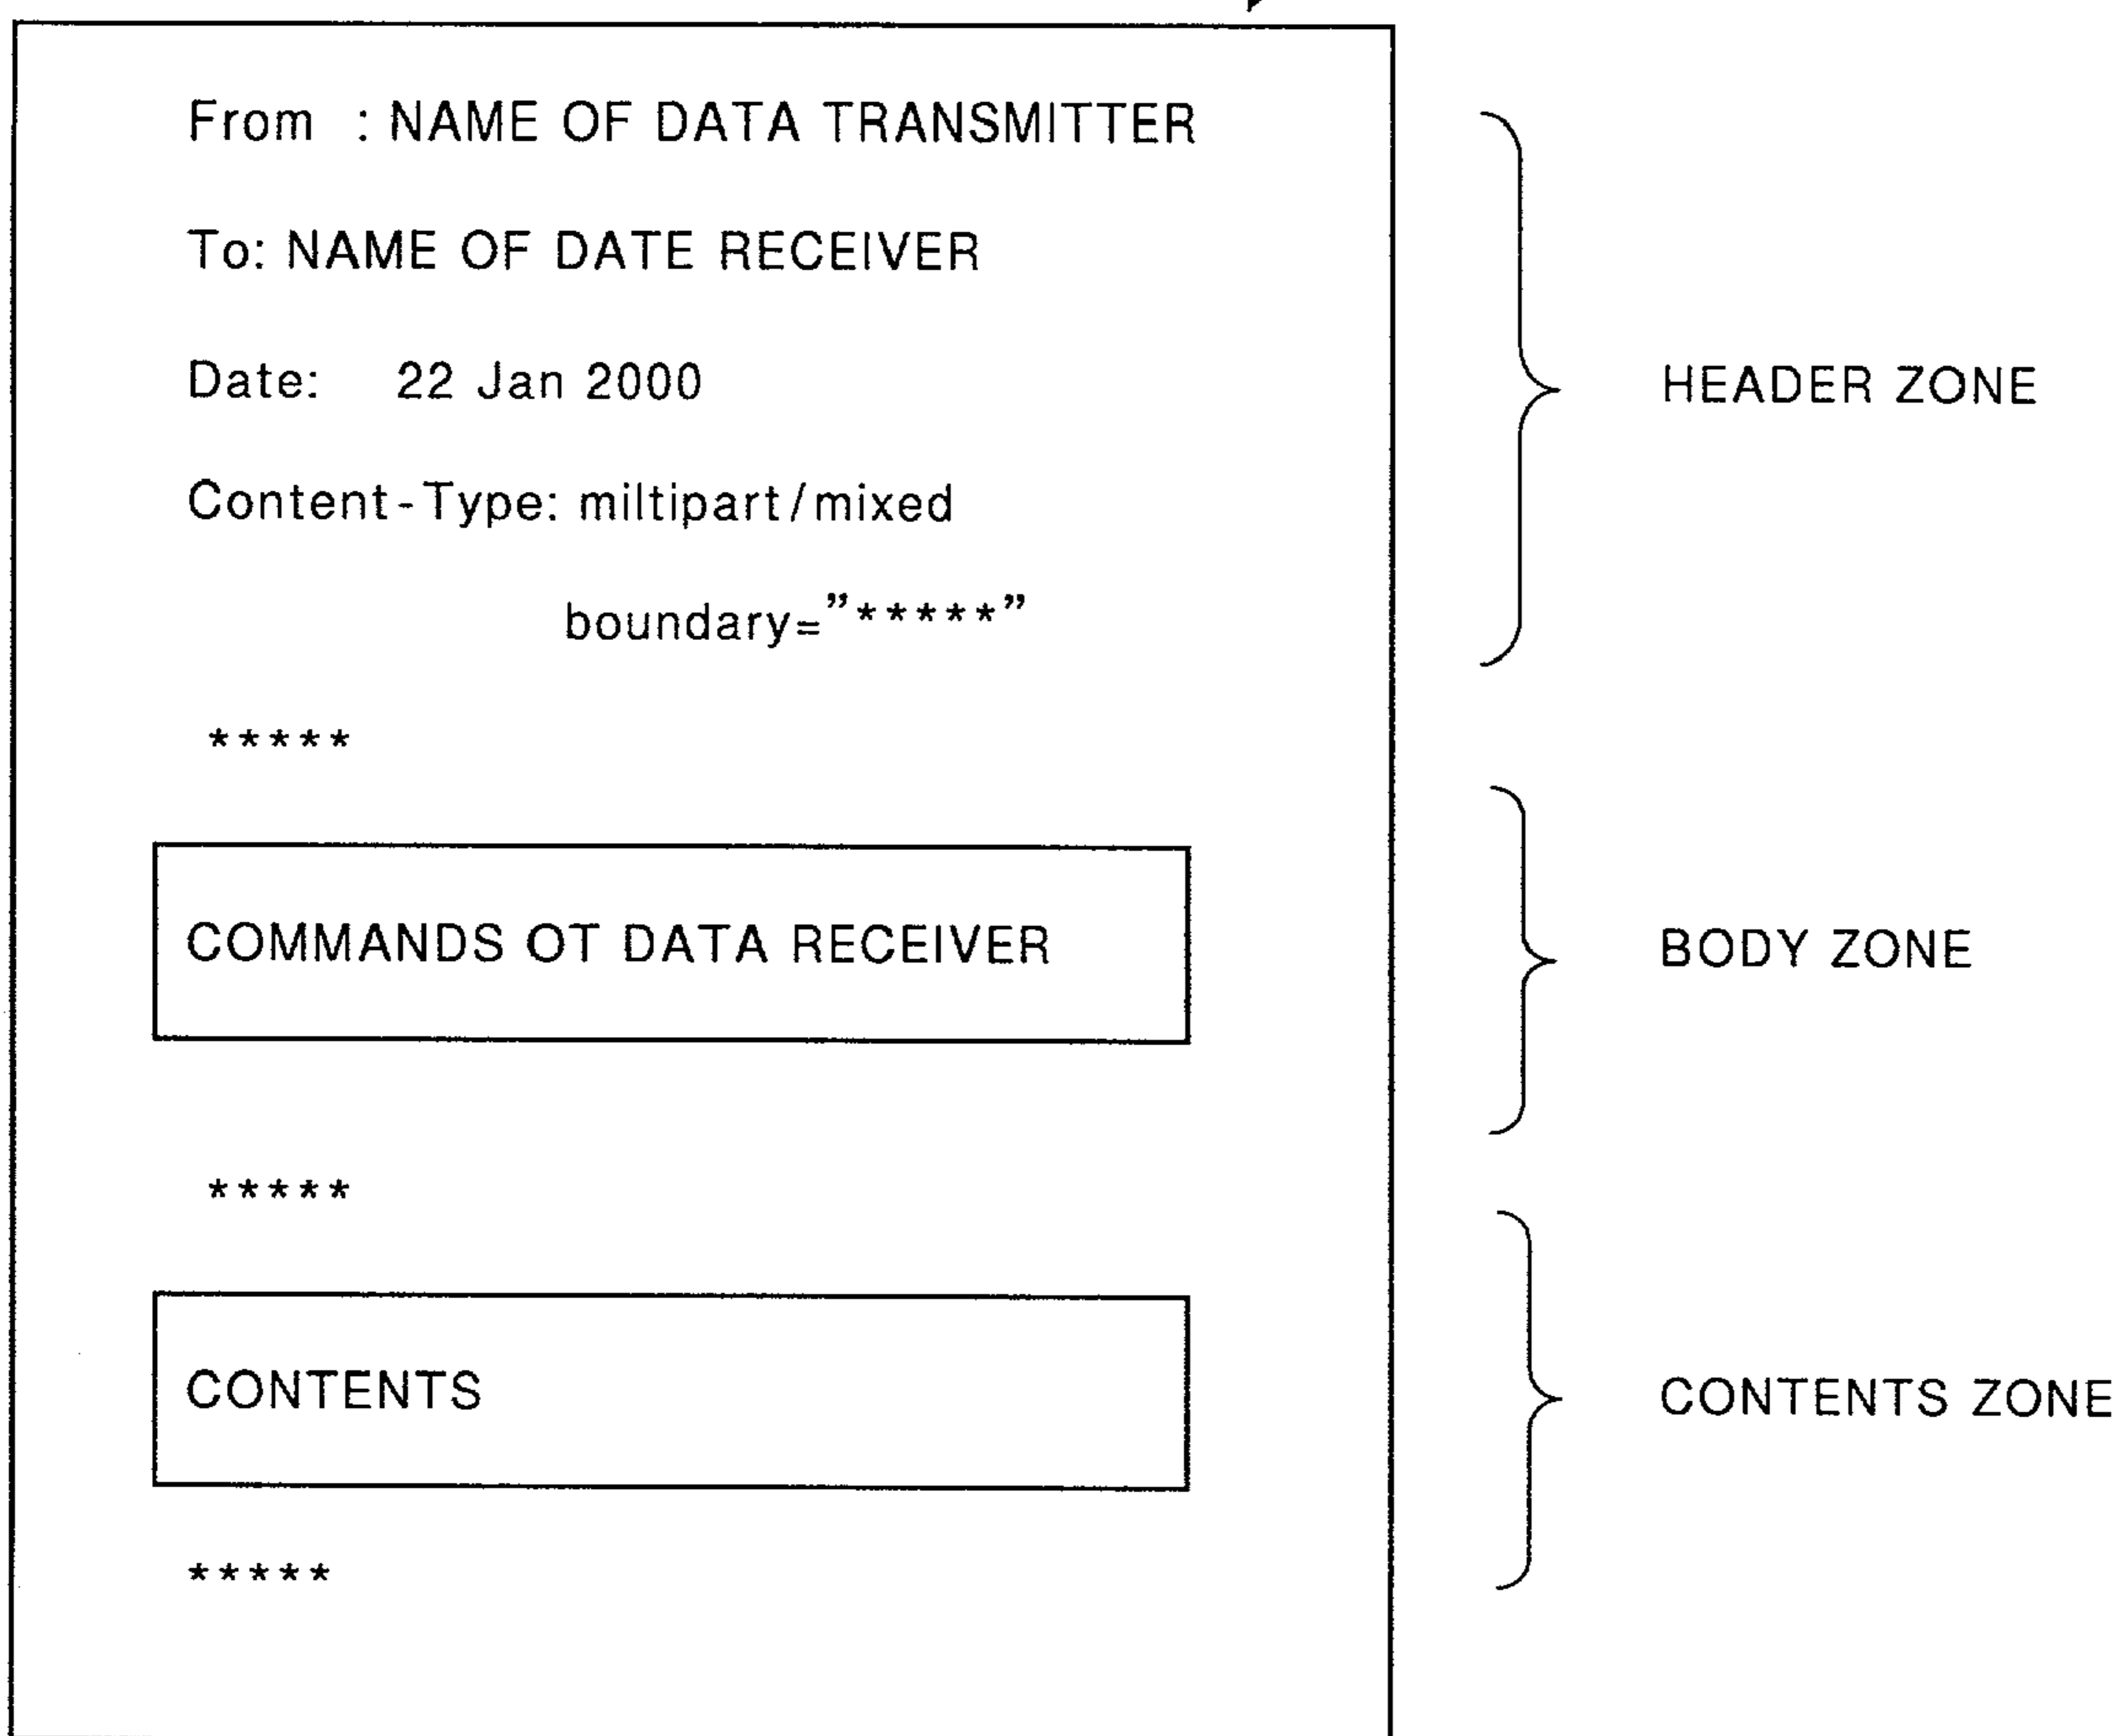 From : NAME OF DATA TRANSMITTER
To: NAME OF DATE RECEIVER
Date: 22 Jan 2000
HEADER ZONE
Content-Type: miltipart/mixed
boundary="*****"
*****
COMMANDS OT DATA RECEIVER
BODY ZONE
*****
CONTENTS
CONTENTS ZONE
*****